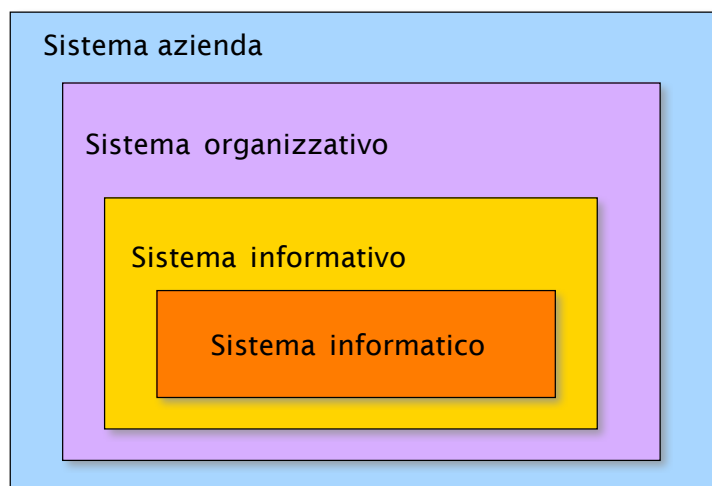 Sistema azienda
Sistema organizzativo
Sistema informativo
Sistema informatico